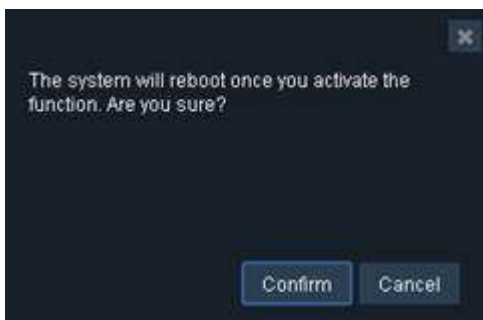 The system will reboot once you activate the
function. Are you sure?
Confirm Cancel